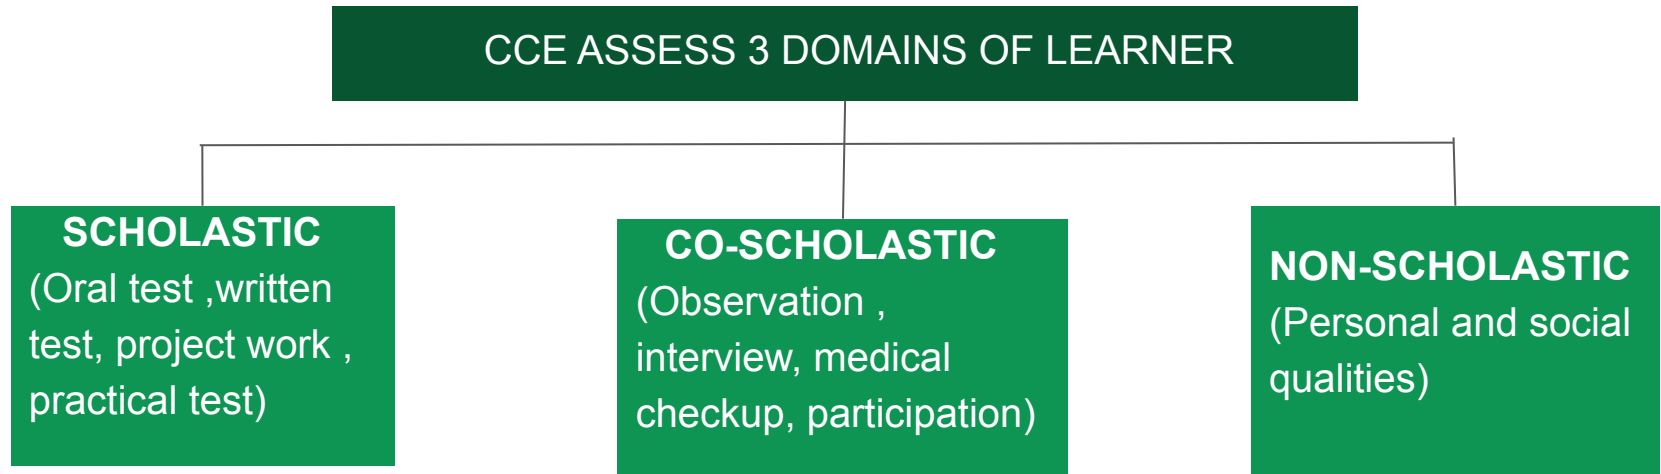 CCE ASSESS 3 DOMAINS OF LEARNER
SCHOLASTIC
(Oral test ,written
test, project work ,
practical test)
CO-SCHOLASTIC
(Observation ,
interview, medical
checkup, participation)
NON-SCHOLASTIC
(Personal and social
qualities)